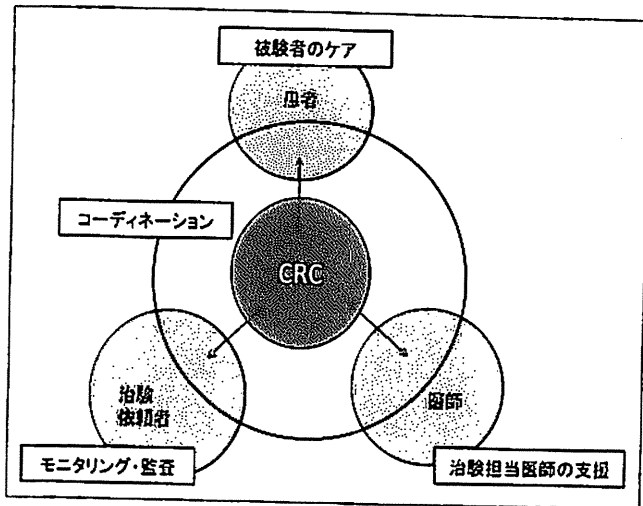 被験者のケア
患者
コーディネーション
CRC
治験
依頼者
医師
モニタリング・監査
治験担当医師の支援